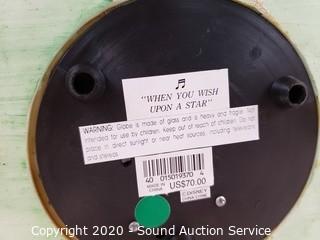 "WHEN YOU WISH
UPON A STAR"
WARNING: Globe is made of glass and is heavy and fragile. Not
intended for use by children. Keep out of reach of children. Do not
place in direct sunlight or near heat sources, including televisions
and stereos.
40 015019370 4
MADE IN
CHINA
US$70.00
©DISNEY
Copyright 2020 - Sound Auction Service